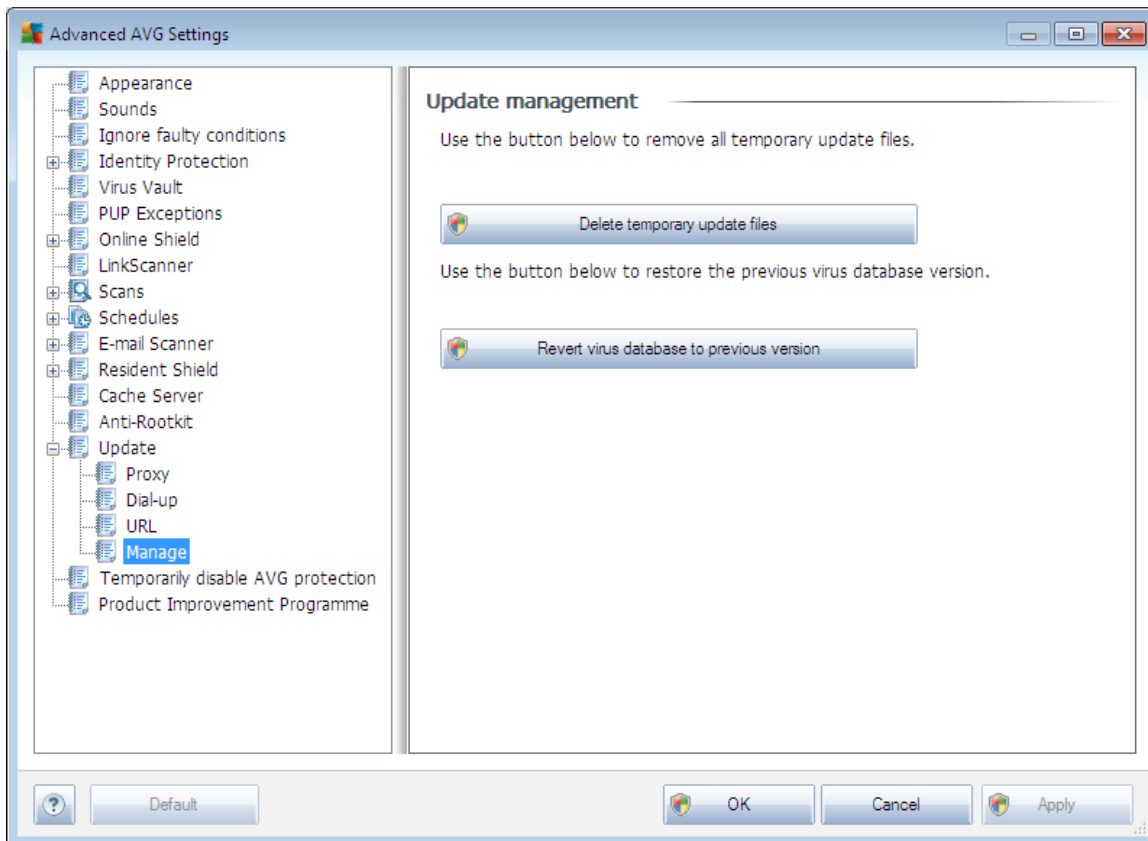 Advanced AVG Settings
Appearance
Sounds
Ignore faulty conditions
Identity Protection
Virus Vault
PUP Exceptions
Online Shield
LinkScanner
Scans
Schedules
E-mail Scanner
Resident Shield
Cache Server
Anti-Rootkit
Update
Proxy
Dial-up
URL
Manage
Temporarily disable AVG protection
Product Improvement Programme
Update management
Use the button below to remove all temporary update files.
Delete temporary update files
Use the button below to restore the previous virus database version.
Revert virus database to previous version
?
Default
OK
Cancel
Apply